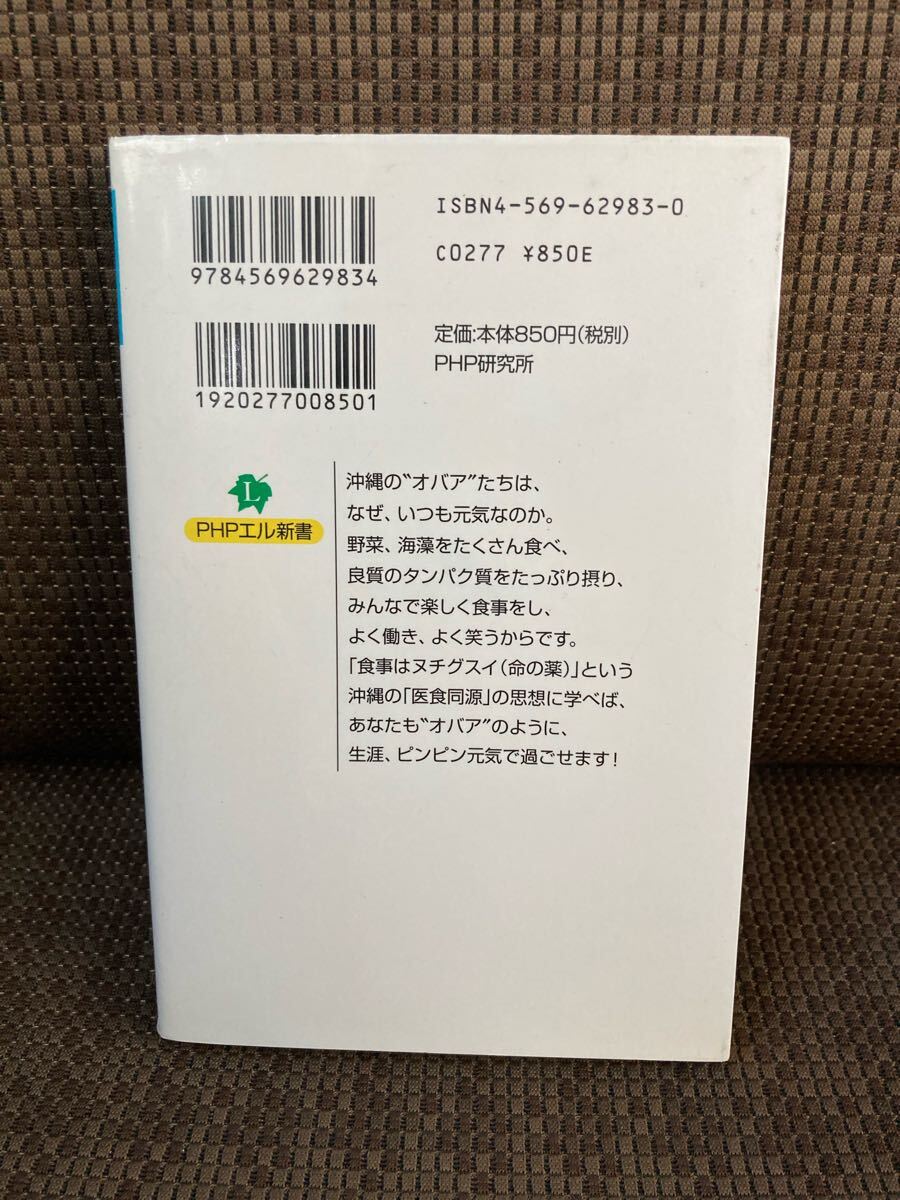 9784569629834
ISBN4-569-62983-0
C0277 ¥850E
1920277008501
定価:本体850円(税別)
PHP研究所
L
PHPエル新書
沖縄の“オバア”たちは、
なぜ、いつも元気なのか。
野菜、海藻をたくさん食べ、
良質のタンパク質をたっぷり摂り、
みんなで楽しく食事をし、
よく働き、よく笑うからです。
「食事はヌチグスイ(命の薬)」という
沖縄の「医食同源」の思想に学べば、
あなたも“オバア”のように、
生涯、ピンピン元気で過ごせます!